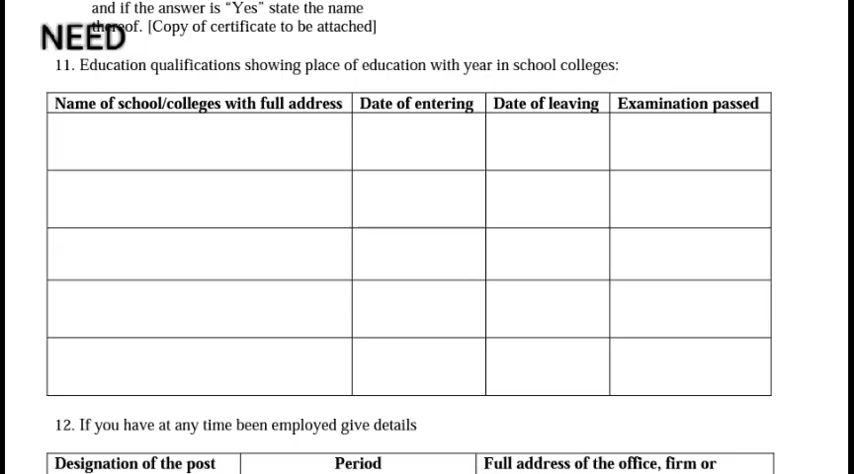 and if the answer is “Yes” state the name
thereof. [Copy of certificate to be attached]
NEED
11. Education qualifications showing place of education with year in school colleges:
Name of school/colleges with full address Date of entering Date of leaving Examination passed
12. If you have at any time been employed give details
Designation of the post Period Full address of the office, firm or